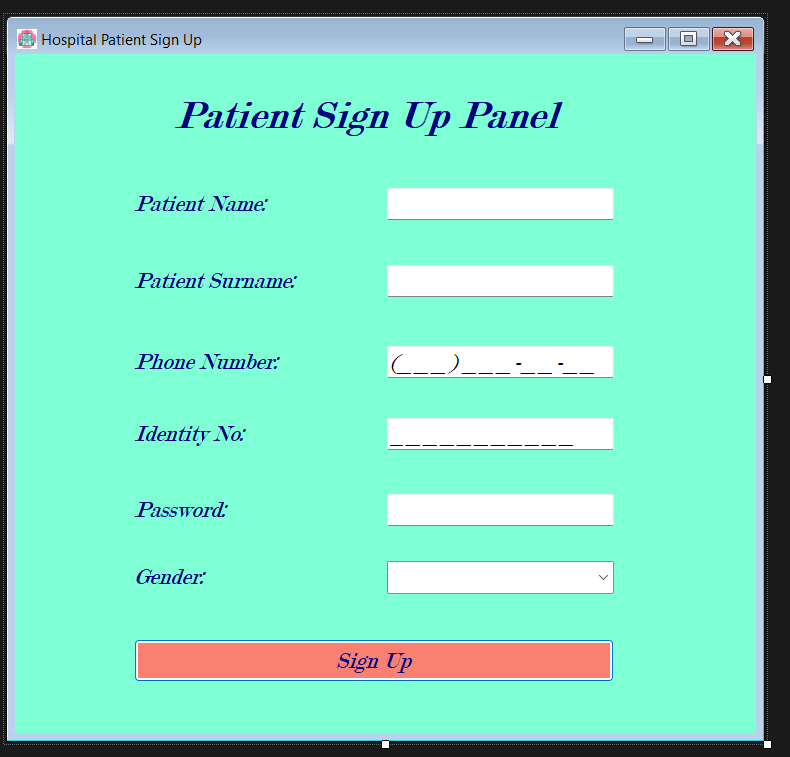 Hospital Patient Sign Up
Patient Sign Up Panel
Patient Name:
Patient Surname:
Phone Number: (___)___-__-__
Identity No: ___________
Password:
Gender:
Sign Up